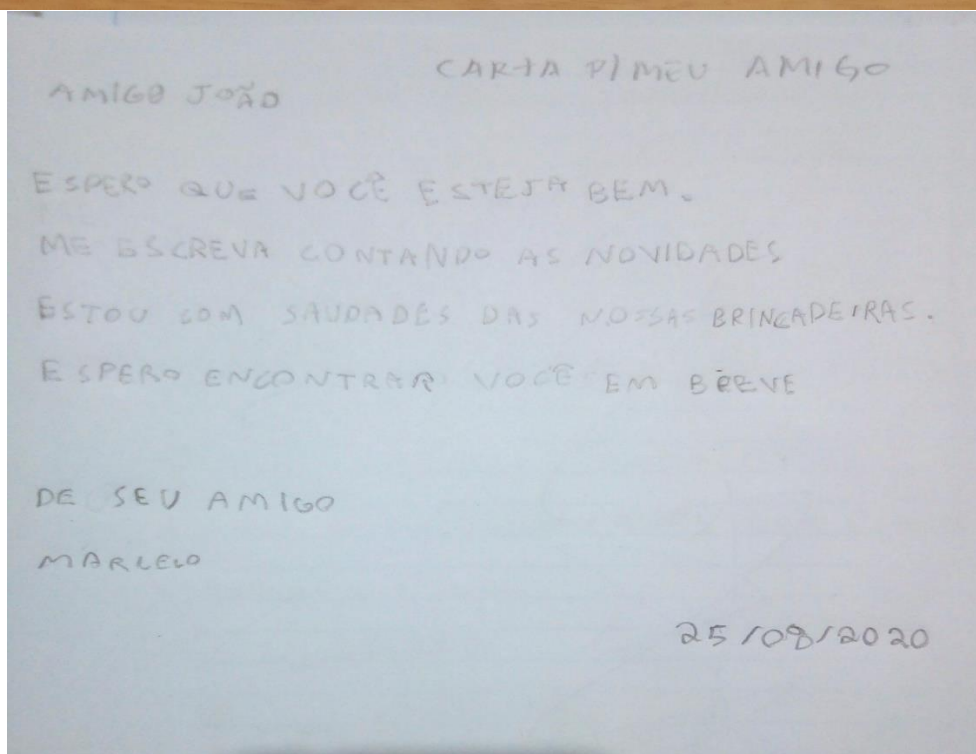 CARTA P/ MEU AMIGO
AMIGO JOÃO
ESPERO QUE VOCÊ ESTEJA BEM.
ME ESCREVA CONTANDO AS NOVIDADES
ESTOU COM SAUDADES DAS NOSSAS BRINCADEIRAS.
ESPERO ENCONTRAR VOCÊ EM BREVE
DE SEU AMIGO
MARCELO
25/08/2020